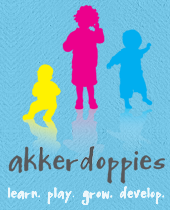 akkerdoppies
learn. play. grow. develop.